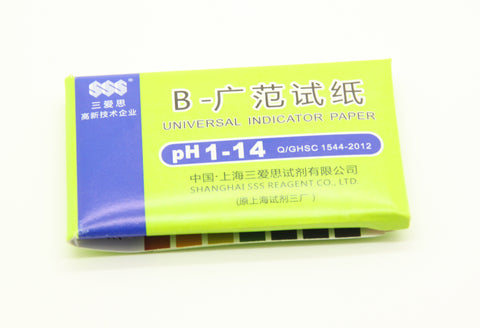 SSS®
三爱思
高新技术企业
B-广范试纸
UNIVERSAL INDICATOR PAPER
pH 1-14 Q/GHSC 1544-2012
中国·上海三爱思试剂有限公司
SHANGHAI SSS REAGENT CO., LTD.
(原上海试剂三厂)